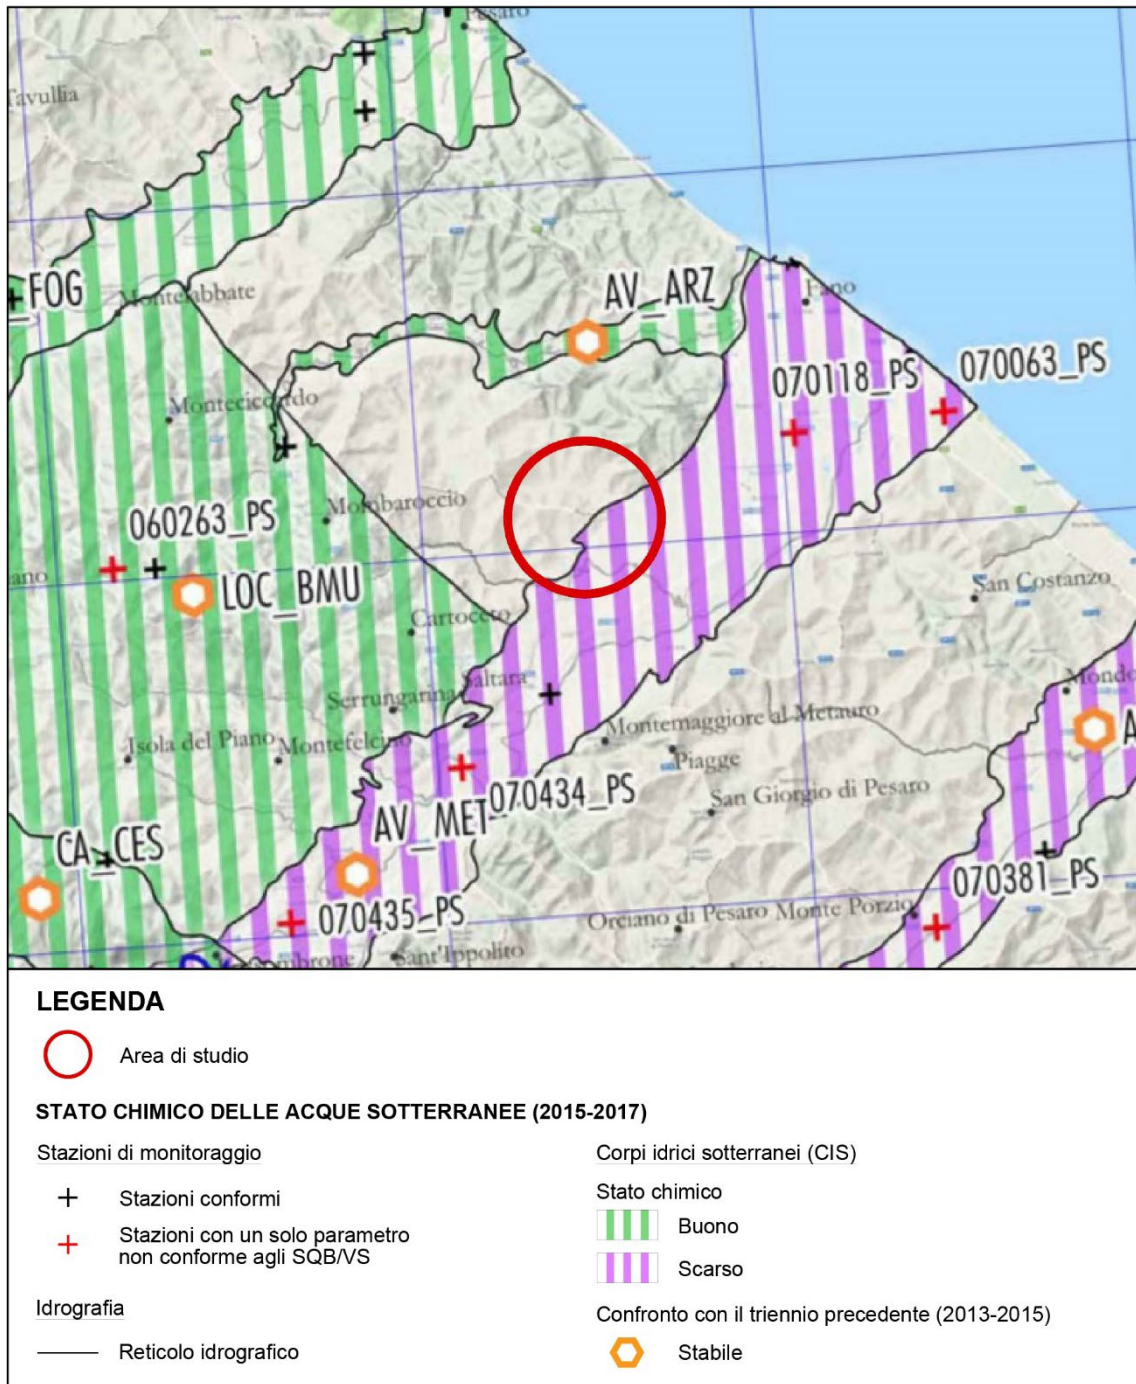 Pesaro
Tavullia
_FOG
Montelabbate
AV_ARZ
Fano
070118_PS
070063_PS
Montecicardo
Mombaroccio
060263_PS
LOC_BMU
San Costanzo
Cartoceto
Saltara
Serrungarina
Mondo
Montemaggiore al Metauro
Isola del Piano
Montefelcino
Piagge
A
070434_PS
San Giorgio di Pesaro
AV_MET
CA_CES
070381_PS
070435_PS
Orciano di Pesaro
Monte Porzio
ombrone
Sant'Ippolito
LEGENDA
Area di studio
STATO CHIMICO DELLE ACQUE SOTTERRANEE (2015-2017)
Stazioni di monitoraggio
Stazioni conformi
Stazioni con un solo parametro
non conforme agli SQB/VS
Idrografia
Reticolo idrografico
Corpi idrici sotterranei (CIS)
Stato chimico
Buono
Scarso
Confronto con il triennio precedente (2013-2015)
Stabile